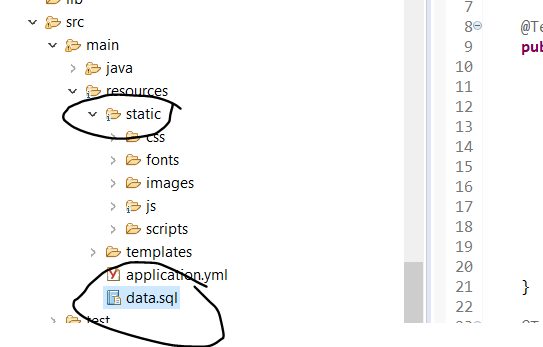 lib
src
main
java
resources
static
css
fonts
images
js
scripts
templates
application.yml
data.sql
test
7
8 @Te
9 pu
10
11
12
13
14
15
16
17
18
19
20
21 }
22